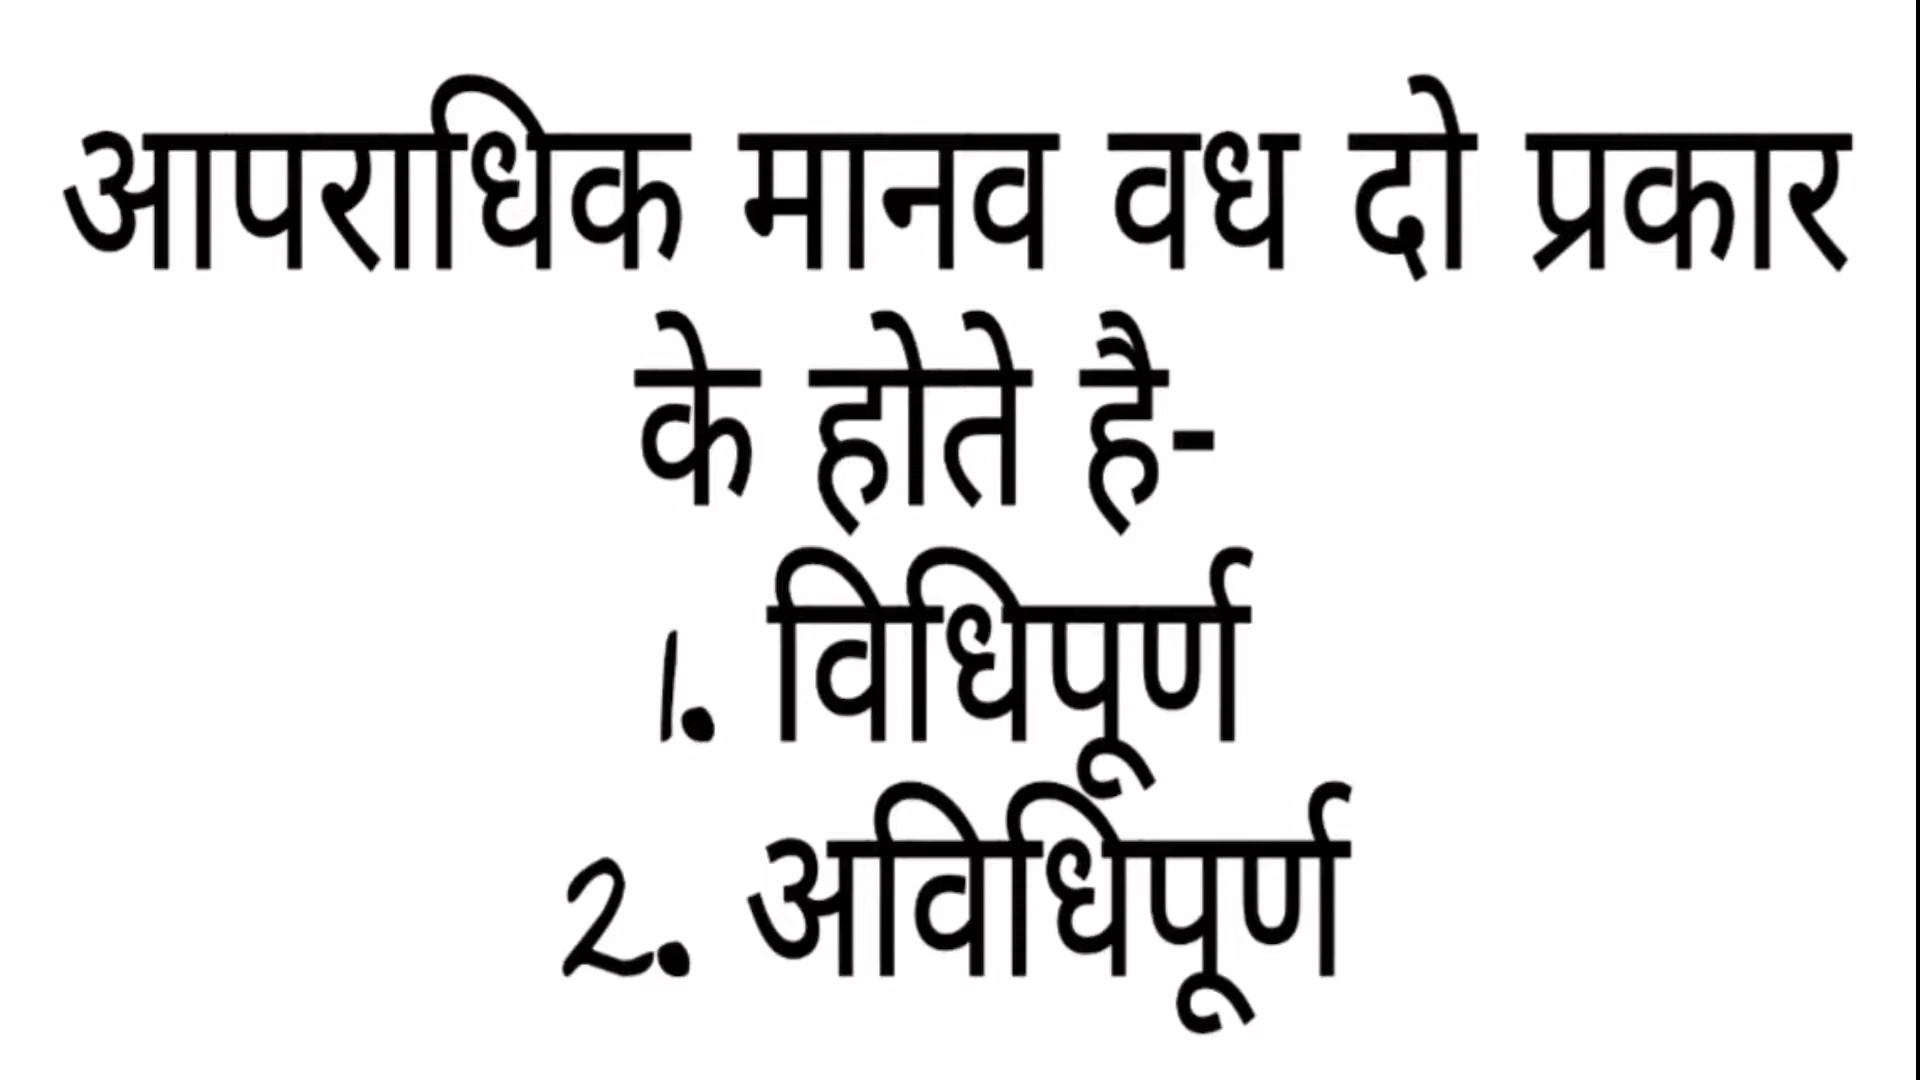 आपराधिक मानव वध दो प्रकार
के होते है-
1. विधिपूर्ण
2. अविधिपूर्ण